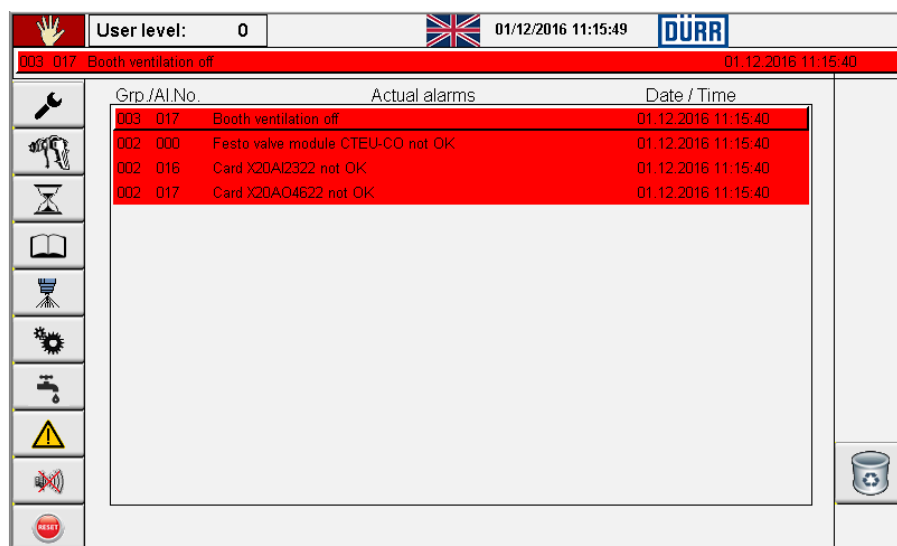 User level: 0 01/12/2016 11:15:49 DÜRR
003 017 Booth ventilation off 01.12.2016 11:15:40
Grp./Al.No. Actual alarms Date / Time
003 017 Booth ventilation off 01.12.2016 11:15:40
002 000 Festo valve module CTEU-CO not OK 01.12.2016 11:15:40
002 016 Card X20AI2322 not OK 01.12.2016 11:15:40
002 017 Card X20AO4622 not OK 01.12.2016 11:15:40
RESET